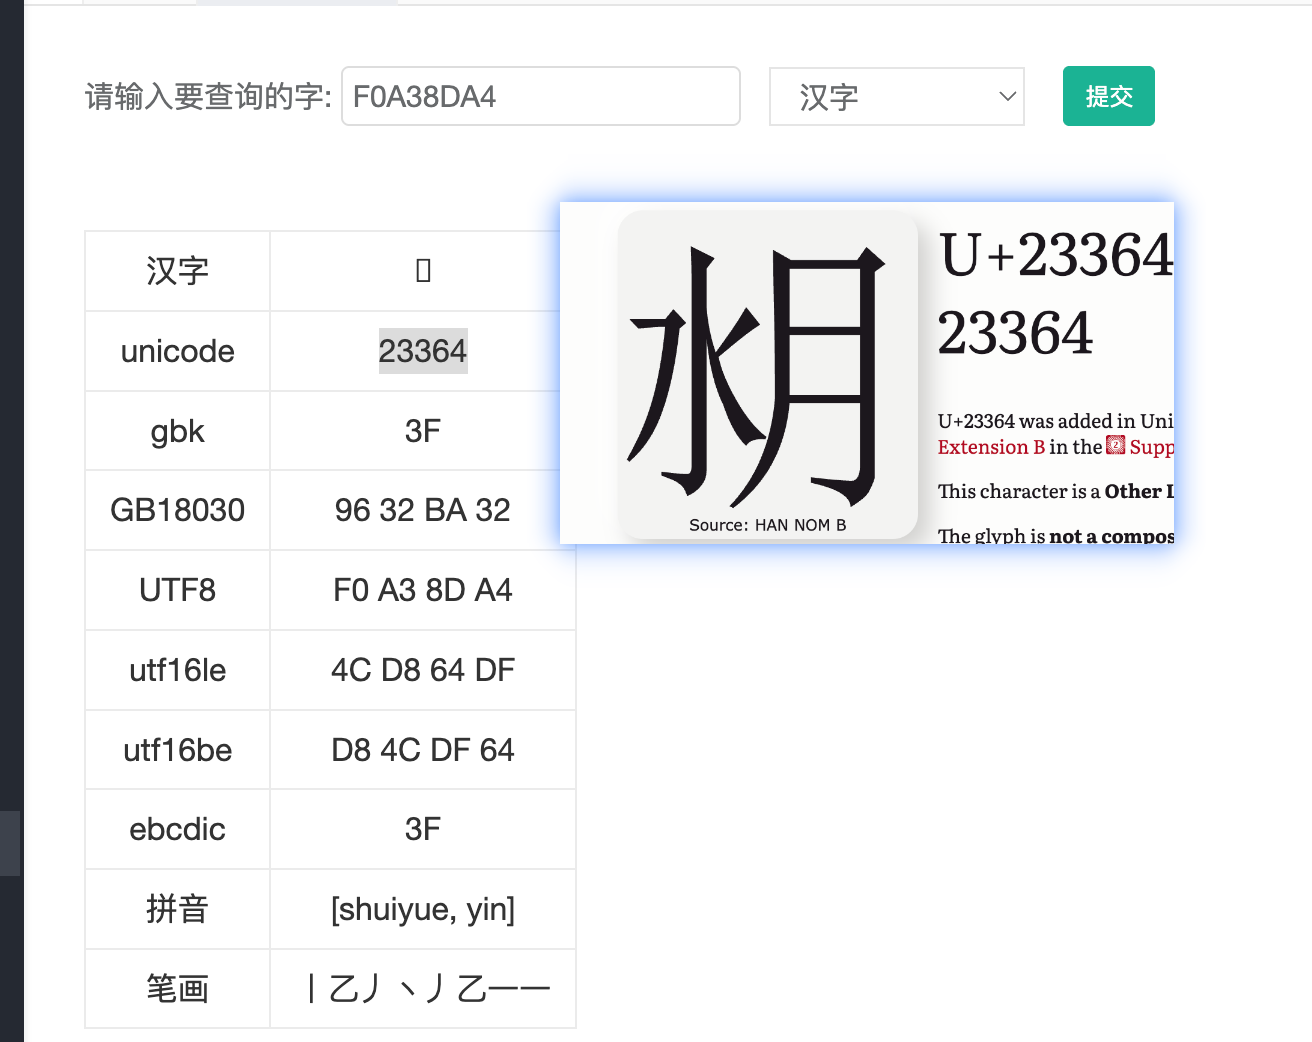 请输入要查询的字: F0A38DA4 汉字 提交
汉字
unicode 23364
gbk 3F
GB18030 96 32 BA 32
UTF8 F0 A3 8D A4
utf16le 4C D8 64 DF
utf16be D8 4C DF 64
ebcdic 3F
拼音 [shuiyue, yin]
笔画 丨乙丿丶丿乙一一
𣍤
Source: HAN NOM B
U+23364
23364
U+23364 was added in Uni
Extension B in the 2 Supp
This character is a Other L
The glyph is not a compos